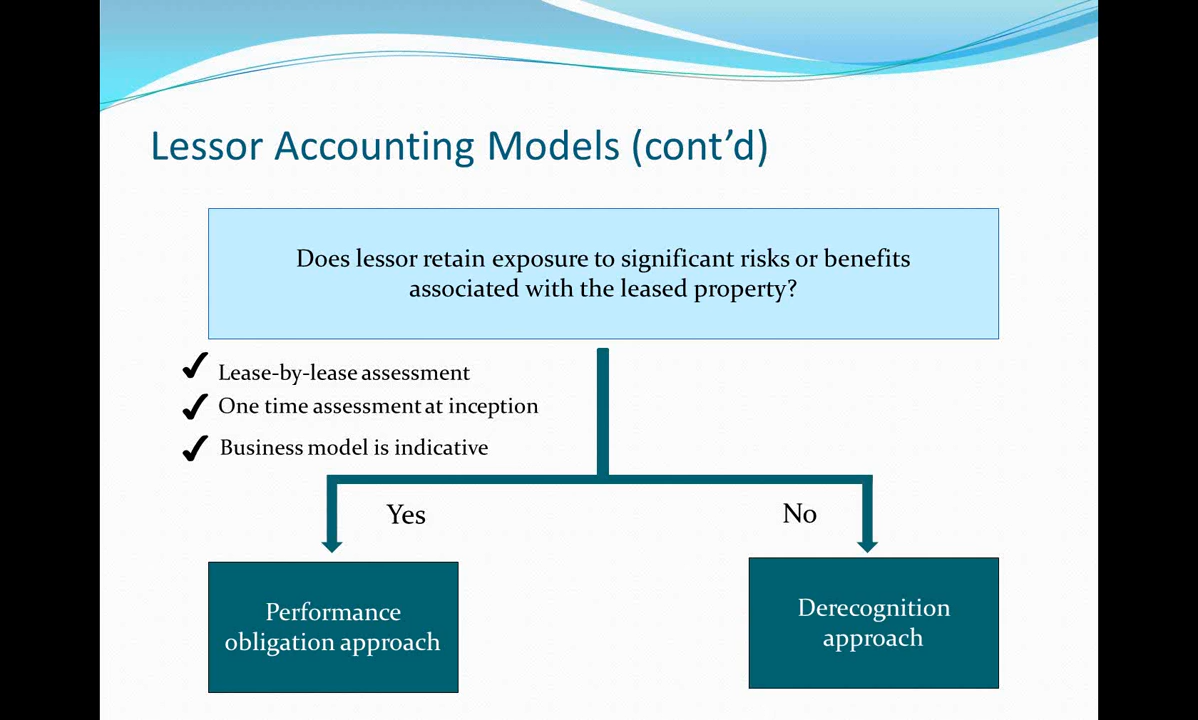 Lessor Accounting Models (cont’d)
Does lessor retain exposure to significant risks or benefits
associated with the leased property?
Lease-by-lease assessment
One time assessment at inception
Business model is indicative
Yes
No
Performance
obligation approach
Derecognition
approach